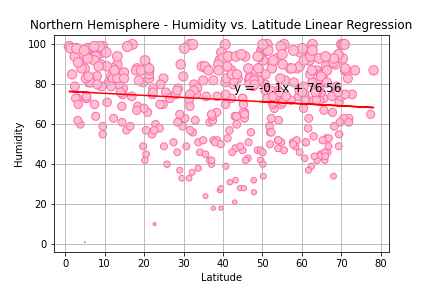 Northern Hemisphere - Humidity vs. Latitude Linear Regression
100
80
60
40
20
0
Humidity
y = -0.1x + 76.56
0 10 20 30 40 50 60 70 80
Latitude